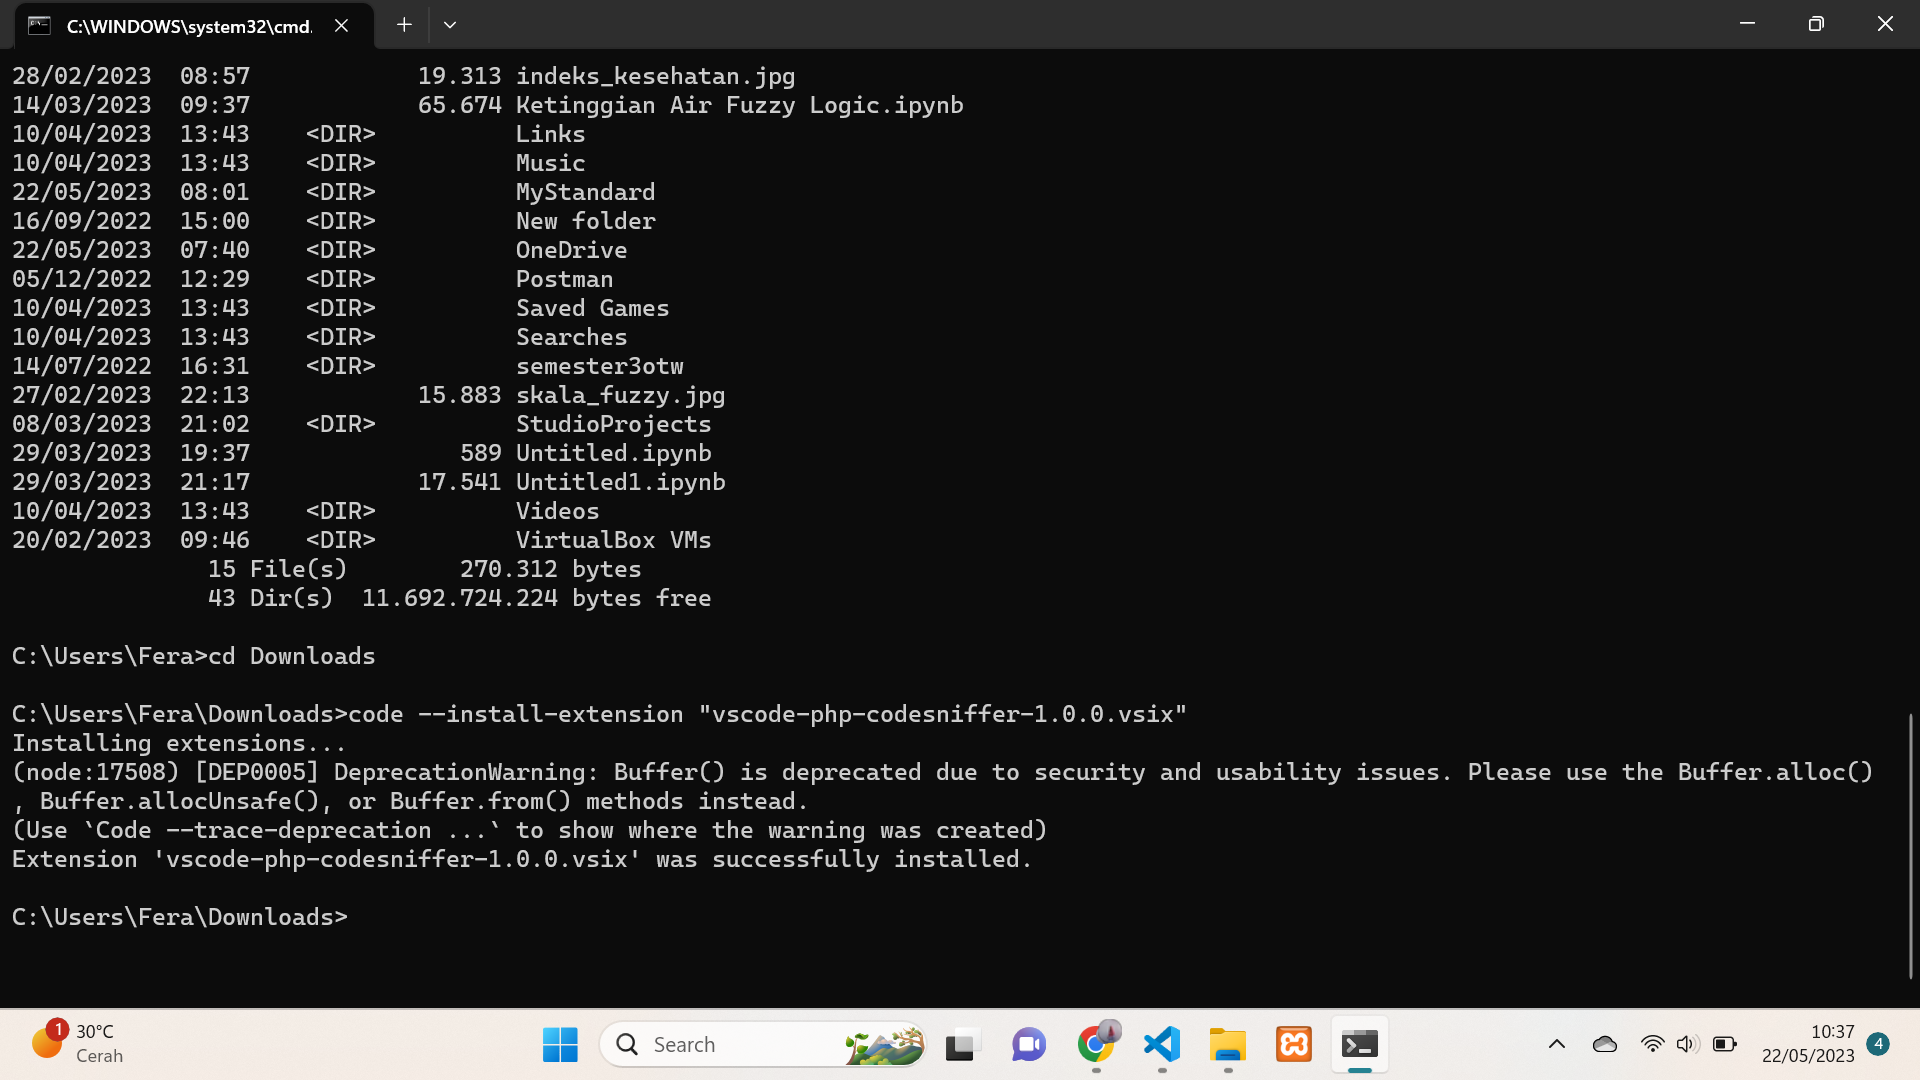 C:\WINDOWS\system32\cmd.
28/02/2023  08:57            19.313 indeks_kesehatan.jpg
14/03/2023  09:37            65.674 Ketinggian Air Fuzzy Logic.ipynb
10/04/2023  13:43    <DIR>          Links
10/04/2023  13:43    <DIR>          Music
22/05/2023  08:01    <DIR>          MyStandard
16/09/2022  15:00    <DIR>          New folder
22/05/2023  07:40    <DIR>          OneDrive
05/12/2022  12:29    <DIR>          Postman
10/04/2023  13:43    <DIR>          Saved Games
10/04/2023  13:43    <DIR>          Searches
14/07/2022  16:31    <DIR>          semester3otw
27/02/2023  22:13            15.883 skala_fuzzy.jpg
08/03/2023  21:02    <DIR>          StudioProjects
29/03/2023  19:37               589 Untitled.ipynb
29/03/2023  21:17            17.541 Untitled1.ipynb
10/04/2023  13:43    <DIR>          Videos
20/02/2023  09:46    <DIR>          VirtualBox VMs
              15 File(s)        270.312 bytes
              43 Dir(s)  11.692.724.224 bytes free
C:\Users\Fera>cd Downloads
C:\Users\Fera\Downloads>code --install-extension "vscode-php-codesniffer-1.0.0.vsix"
Installing extensions...
(node:17508) [DEP0005] DeprecationWarning: Buffer() is deprecated due to security and usability issues. Please use the Buffer.alloc()
, Buffer.allocUnsafe(), or Buffer.from() methods instead.
(Use `Code --trace-deprecation ...` to show where the warning was created)
Extension 'vscode-php-codesniffer-1.0.0.vsix' was successfully installed.
C:\Users\Fera\Downloads>
1
30°C
Cerah
Search
10:37
22/05/2023
4